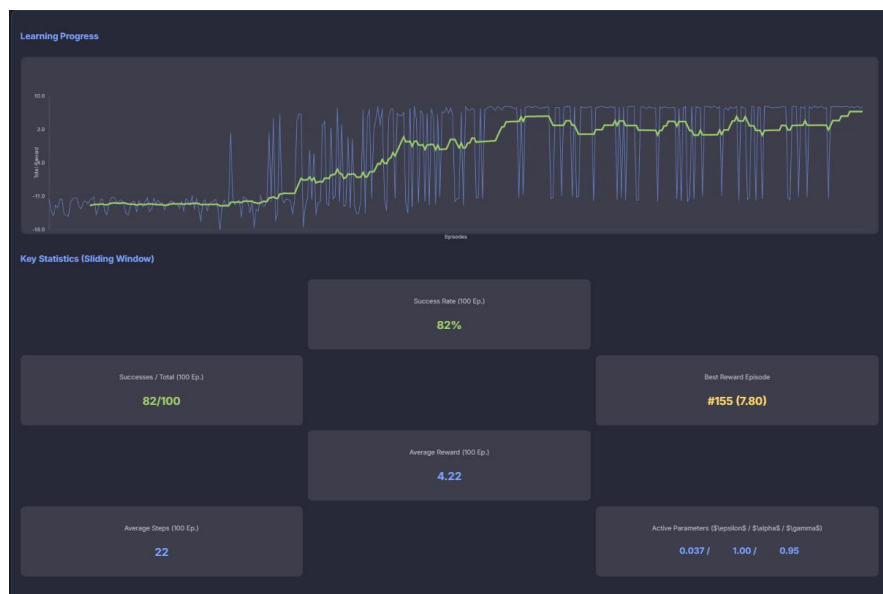 Learning Progress
10.0
Total Reward
-11.0
-18.0
Episodes
Key Statistics (Sliding Window)
Success Rate (100 Ep.)
82%
Successes / Total (100 Ep.)
82/100
Best Reward Episode
#155 (7.80)
Average Reward (100 Ep.)
4.22
Average Steps (100 Ep.)
22
Active Parameters ($\epsilon$ / $\alpha$ / $\gamma$)
0.037 / 1.00 / 0.95